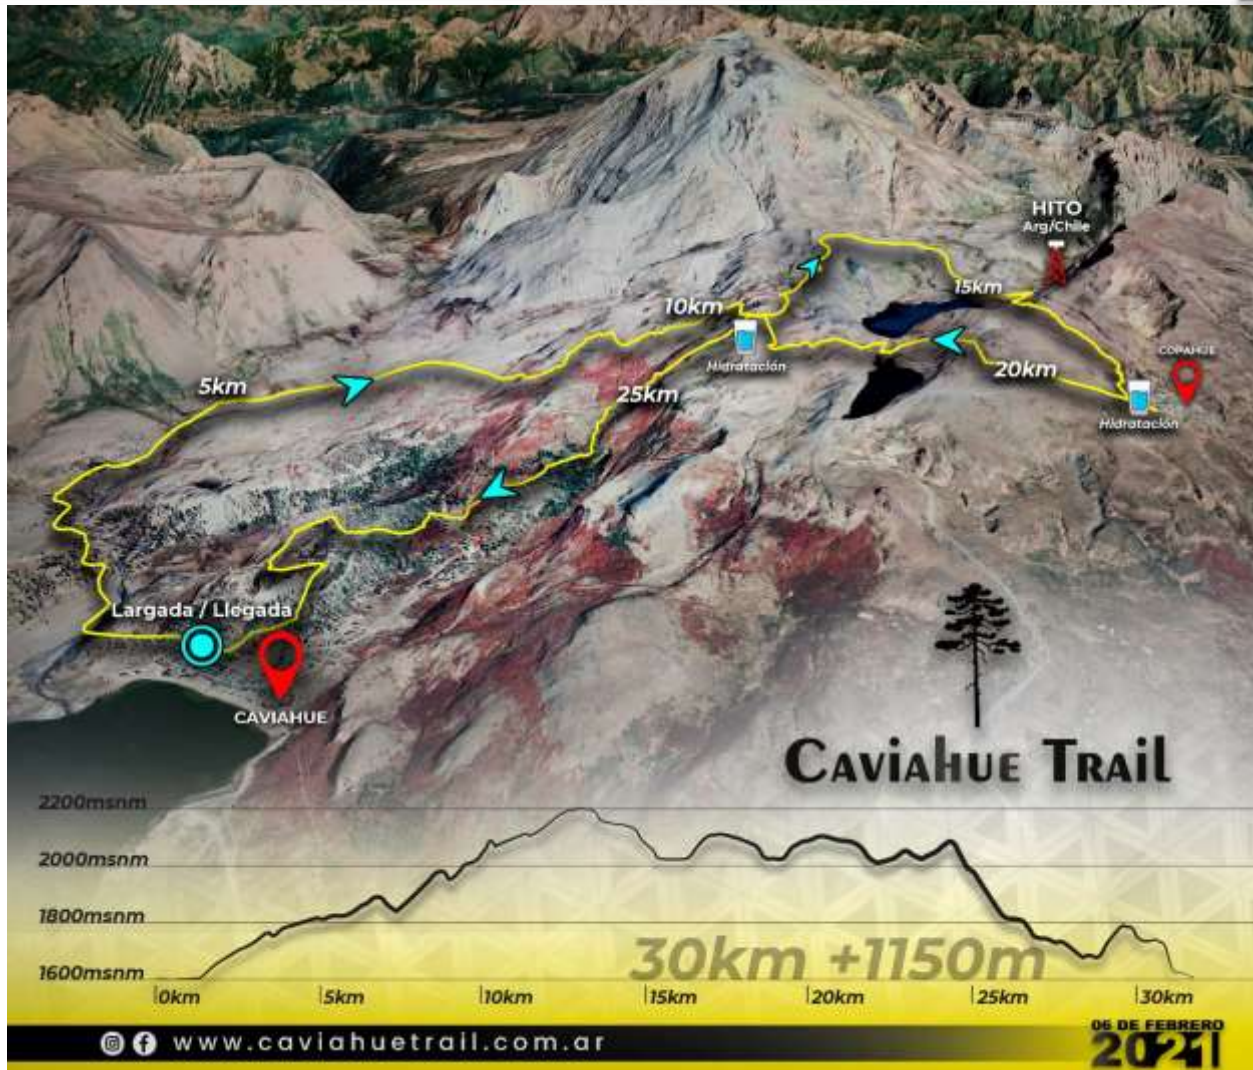 HITO
Arg/Chile
15km
10km
COPAHUE
Hidratación
20km
5km
25km
Hidratación
Largada / Llegada
CAVIAHUE
CAVIAHUE TRAIL
2200msnm
2000msnm
1800msnm
1600msnm
30km +1150m
0km 5km 10km 15km 20km 25km 30km
www.caviahuetrail.com.ar
06 DE FEBRERO
2021